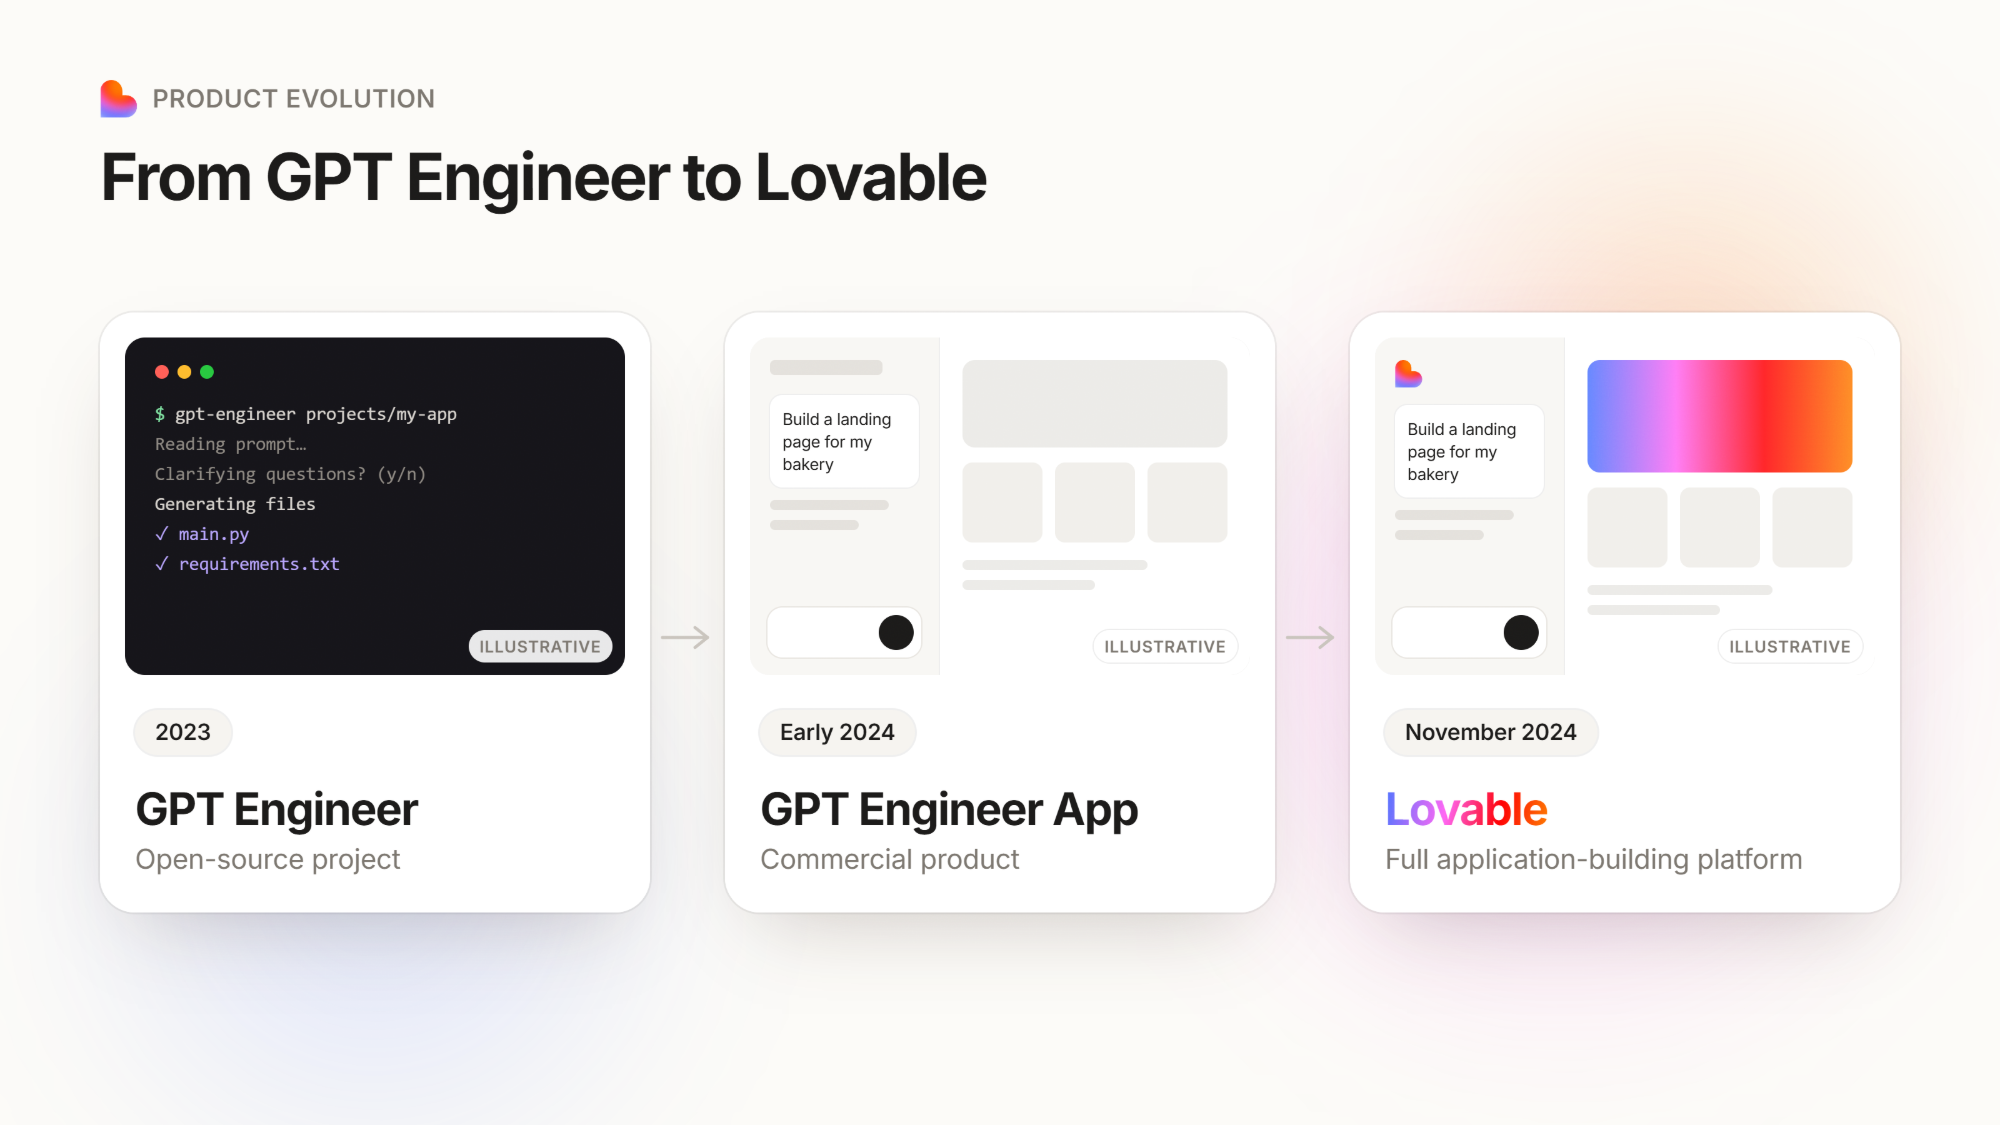 PRODUCT EVOLUTION
From GPT Engineer to Lovable
$ gpt-engineer projects/my-app
Reading prompt…
Clarifying questions? (y/n)
Generating files
✓ main.py
✓ requirements.txt
ILLUSTRATIVE
2023
GPT Engineer
Open-source project
Build a landing
page for my
bakery
ILLUSTRATIVE
Early 2024
GPT Engineer App
Commercial product
Build a landing
page for my
bakery
ILLUSTRATIVE
November 2024
Lovable
Full application-building platform